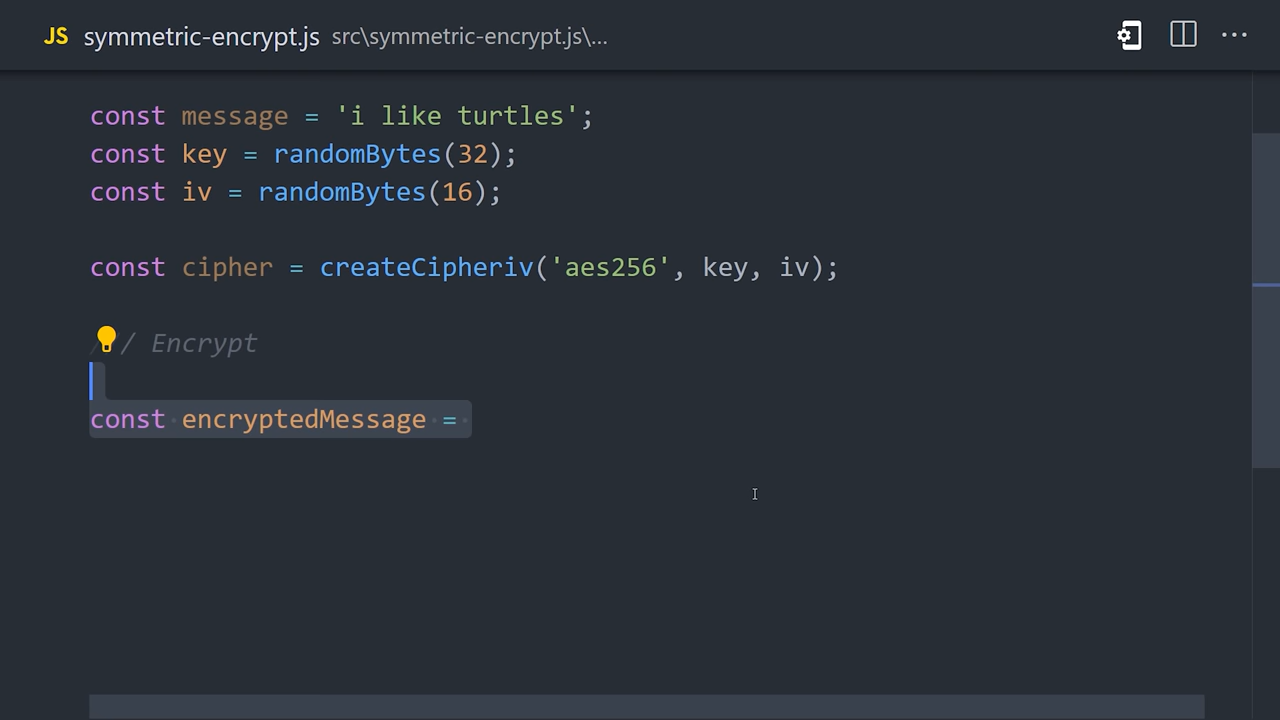 JS symmetric-encrypt.js src\symmetric-encrypt.js\...
const message = 'i like turtles';
const key = randomBytes(32);
const iv = randomBytes(16);
const cipher = createCipheriv('aes256', key, iv);
// Encrypt
const encryptedMessage =